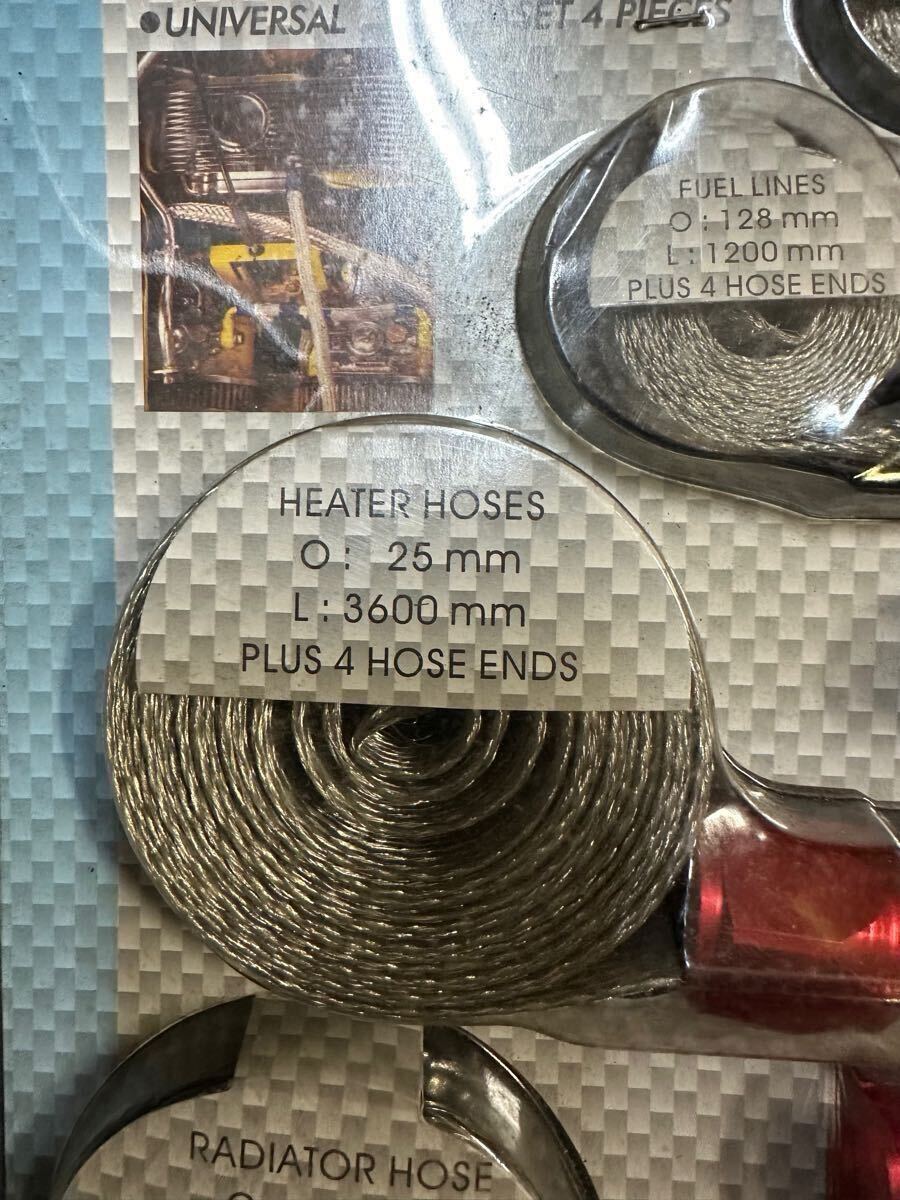 ●UNIVERSAL
SET 4 PIECES
FUEL LINES
O : 128 mm
L : 1200 mm
PLUS 4 HOSE ENDS
HEATER HOSES
O : 25 mm
L : 3600 mm
PLUS 4 HOSE ENDS
RADIATOR HOSE